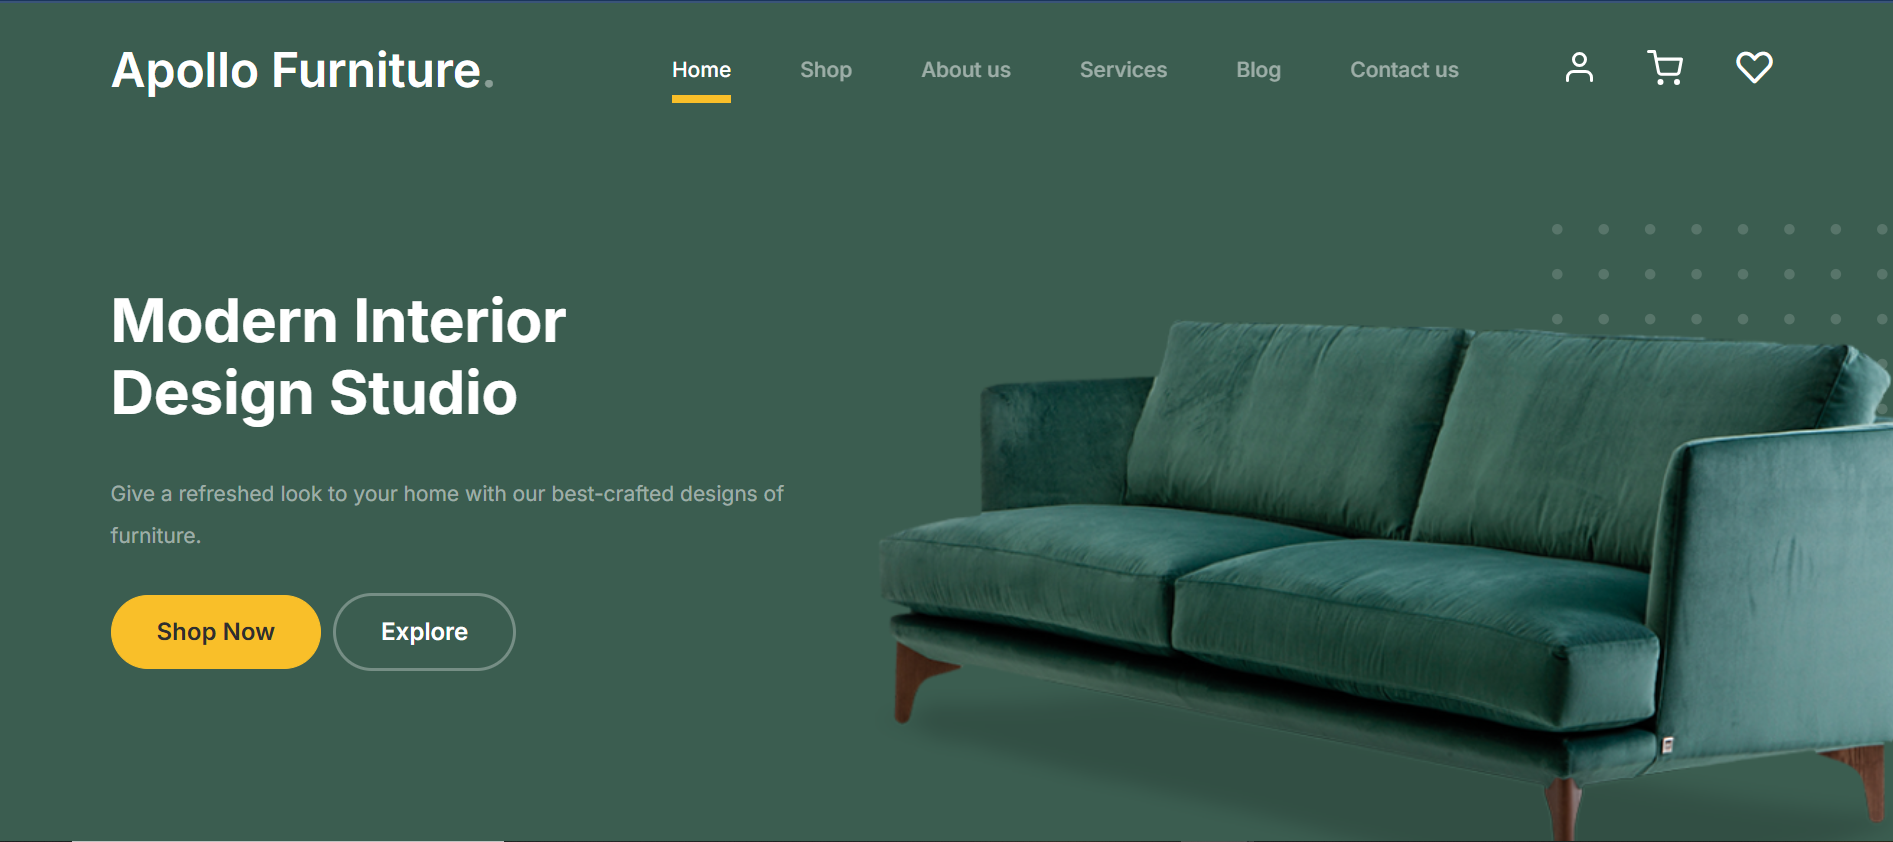 Apollo Furniture.
Home Shop About us Services Blog Contact us
Modern Interior
Design Studio
Give a refreshed look to your home with our best-crafted designs of
furniture.
Shop Now Explore